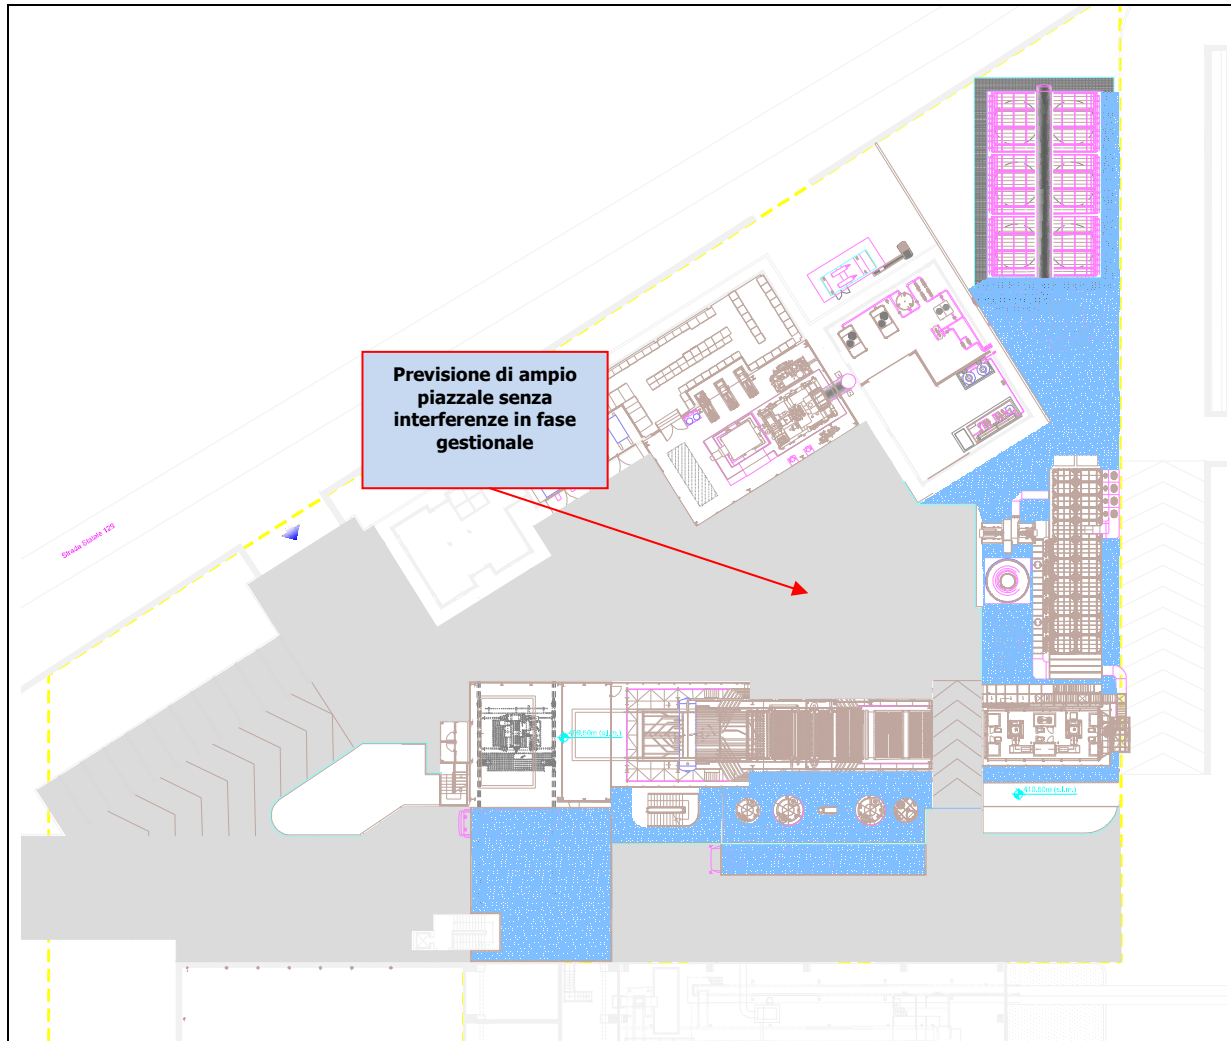 Previsione di ampio
piazzale senza
interferenze in fase
gestionale
Strada Statale 129